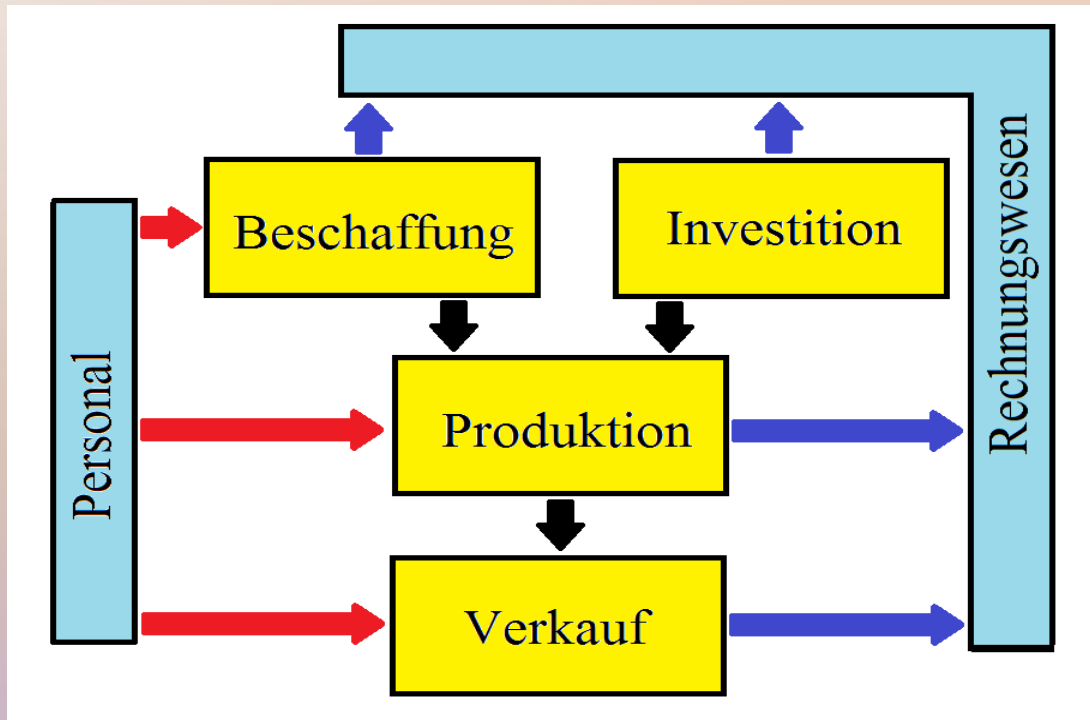 Beschaffung
Investition
Personal
Produktion
Rechnungswesen
Verkauf